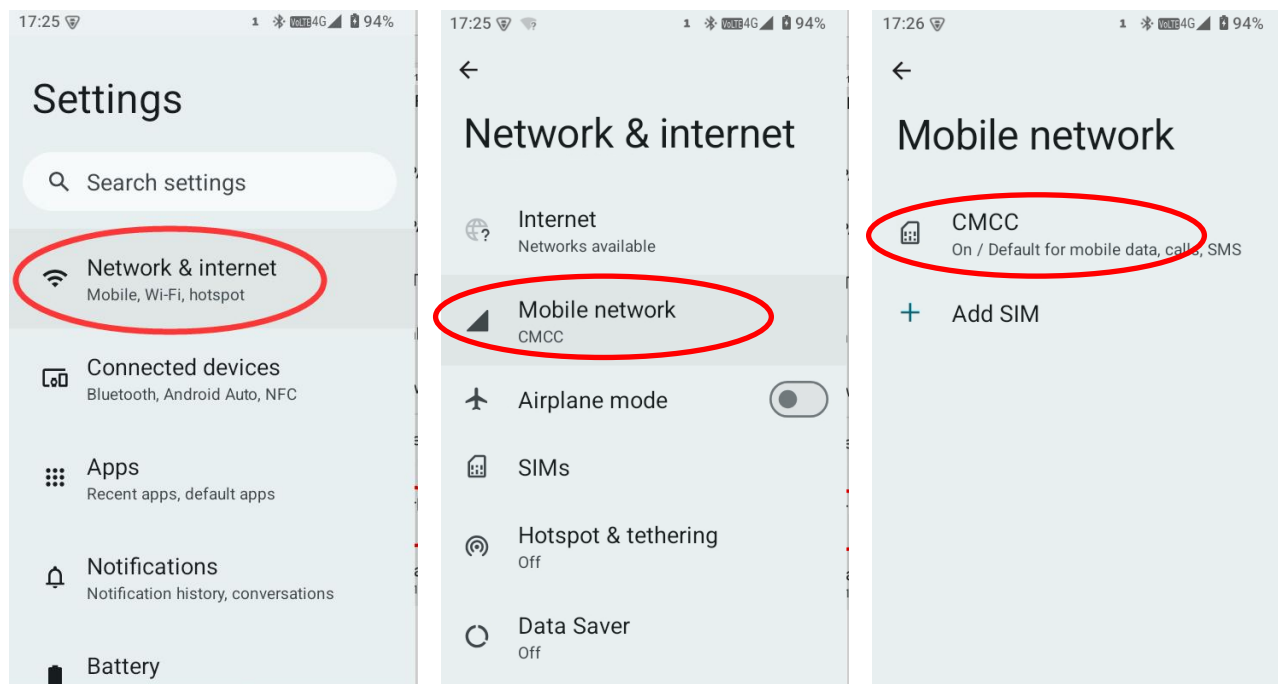 17:25 1 VoLTE 4G 94%
Settings
Search settings
Network & internet
Mobile, Wi-Fi, hotspot
Connected devices
Bluetooth, Android Auto, NFC
Apps
Recent apps, default apps
Notifications
Notification history, conversations
Battery
17:25 ? 1 VoLTE 4G 94%
Network & internet
Internet
Networks available
Mobile network
CMCC
Airplane mode
SIMs
Hotspot & tethering
Off
Data Saver
Off
17:26 1 VoLTE 4G 94%
Mobile network
CMCC
On / Default for mobile data, calls, SMS
Add SIM